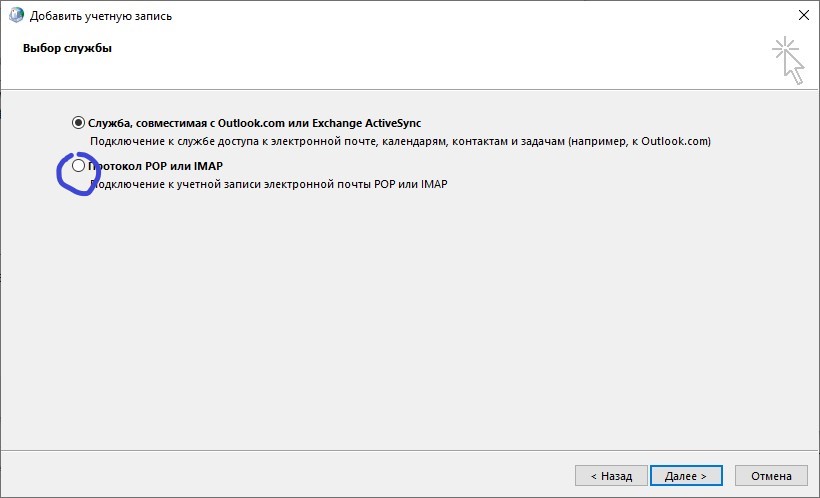 Добавить учетную запись
Выбор службы
Служба, совместимая с Outlook.com или Exchange ActiveSync
Подключение к службе доступа к электронной почте, календарям, контактам и задачам (например, к Outlook.com)
Протокол POP или IMAP
Подключение к учетной записи электронной почты POP или IMAP
< Назад
Далее >
Отмена